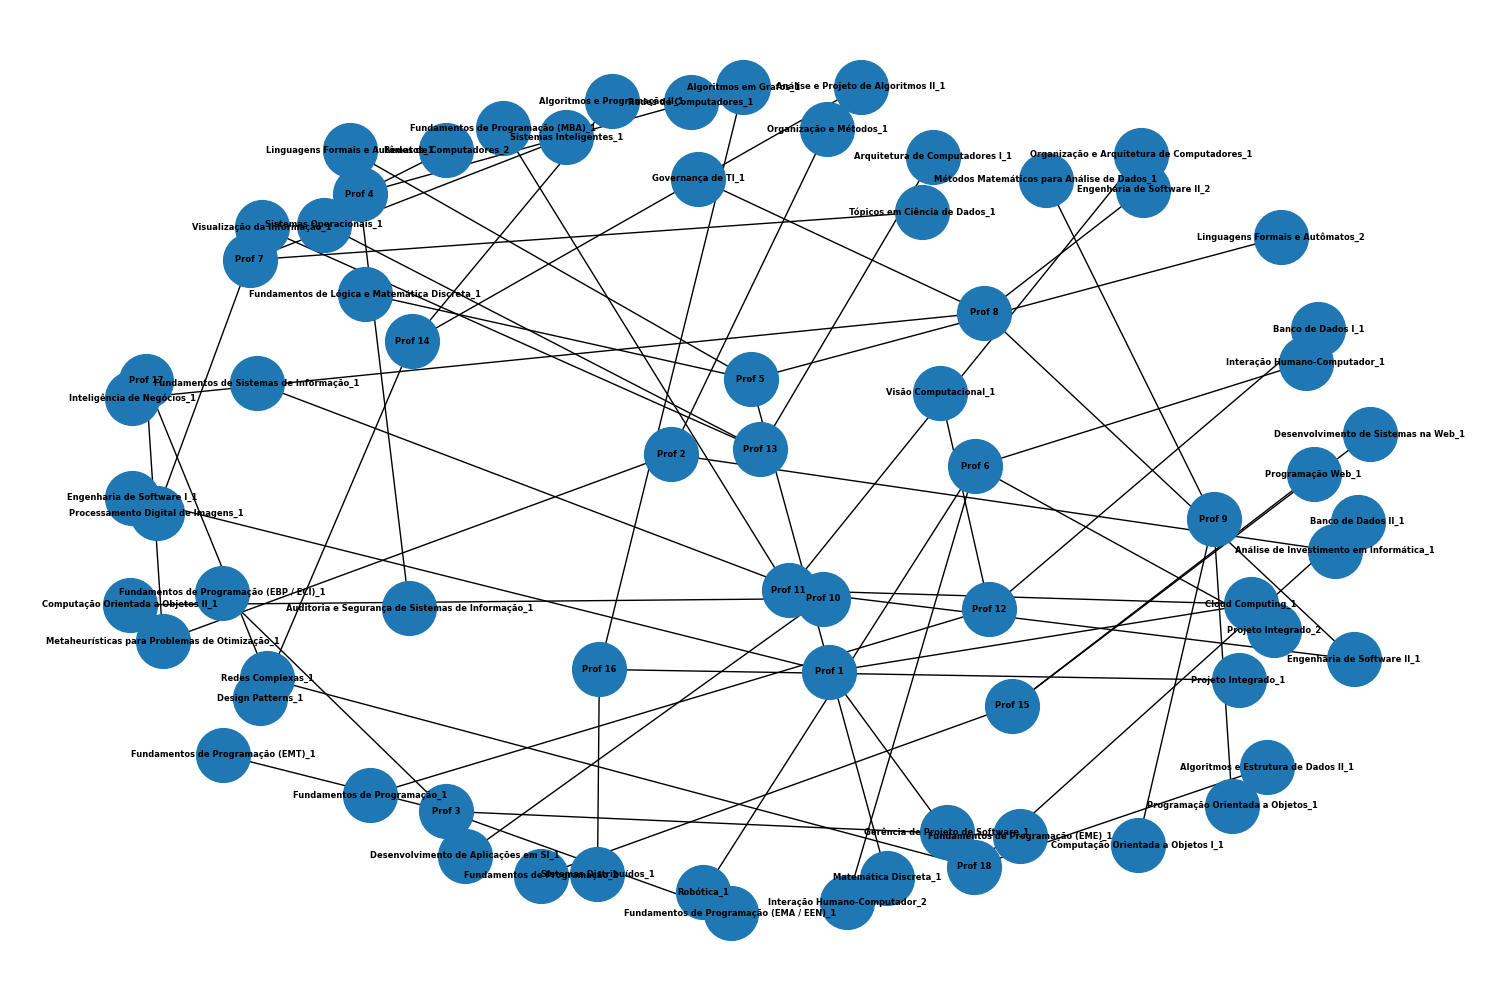 Algoritmos em Grafos_1
Análise e Projeto de Algoritmos II_1
Algoritmos e Programação II_1
Redes de Computadores_1
Fundamentos de Programação (MBA)_1
Organização e Métodos_1
Sistemas Inteligentes_1
Linguagens Formais e Autômatos_1
Redes de Computadores_2
Arquitetura de Computadores I_1
Organização e Arquitetura de Computadores_1
Governança de TI_1
Métodos Matemáticos para Análise de Dados_1
Engenharia de Software II_2
Prof 4
Tópicos em Ciência de Dados_1
Sistemas Operacionais_1
Visualização da Informação_1
Linguagens Formais e Autômatos_2
Prof 7
Fundamentos de Lógica e Matemática Discreta_1
Prof 8
Banco de Dados I_1
Prof 14
Interação Humano-Computador_1
Prof 5
Prof 17
Fundamentos de Sistemas de Informação_1
Visão Computacional_1
Inteligência de Negócios_1
Desenvolvimento de Sistemas na Web_1
Prof 13
Prof 2
Prof 6
Programação Web_1
Engenharia de Software I_1
Processamento Digital de Imagens_1
Prof 9
Banco de Dados II_1
Análise de Investimento em Informática_1
Prof 11
Fundamentos de Programação (EBP / ECI)_1
Prof 10
Computação Orientada a Objetos II_1
Cloud Computing_1
Auditoria e Segurança de Sistemas de Informação_1
Prof 12
Projeto Integrado_2
Metaheurísticas para Problemas de Otimização_1
Engenharia de Software II_1
Prof 16
Prof 1
Redes Complexas_1
Projeto Integrado_1
Design Patterns_1
Prof 15
Fundamentos de Programação (EMT)_1
Algoritmos e Estrutura de Dados II_1
Fundamentos de Programação_1
Programação Orientada a Objetos_1
Prof 3
Gerência de Projeto de Software_1
Fundamentos de Programação (EME)_1
Computação Orientada a Objetos I_1
Desenvolvimento de Aplicações em SI_1
Prof 18
Fundamentos de Programação_2
Sistemas Distribuídos_1
Matemática Discreta_1
Robótica_1
Interação Humano-Computador_2
Fundamentos de Programação (EMA / EEN)_1